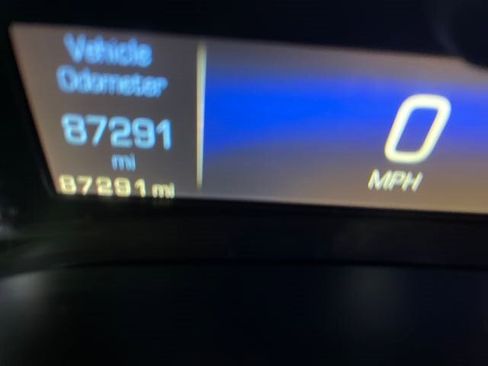 Vehicle
Odometer
87291
mi
87291 mi
0
MPH